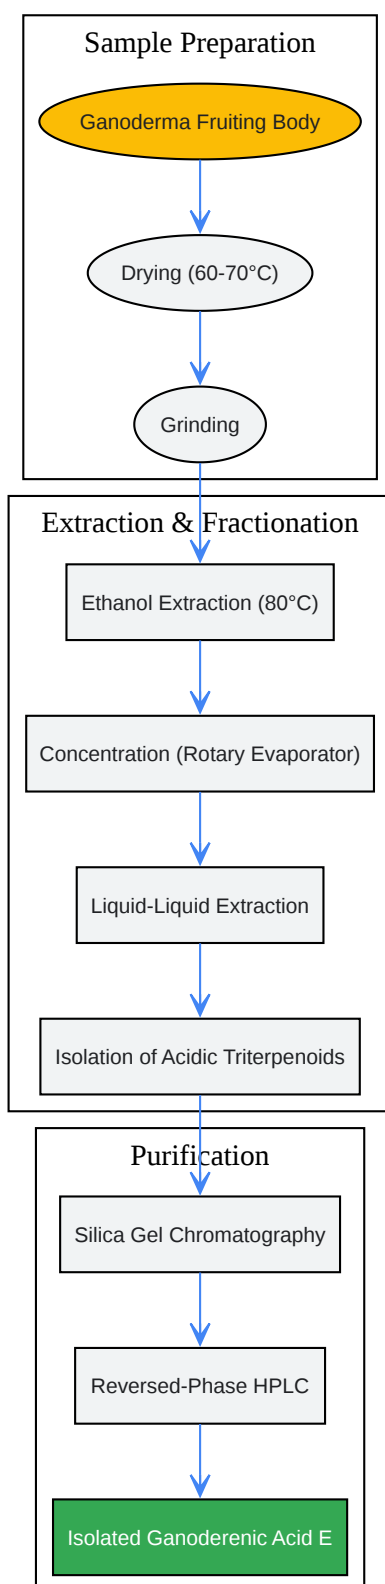 Sample Preparation
Ganoderma Fruiting Body
Drying (60-70°C)
Grinding
Extraction & Fractionation
Ethanol Extraction (80°C)
Concentration (Rotary Evaporator)
Liquid-Liquid Extraction
Isolation of Acidic Triterpenoids
Purification
Silica Gel Chromatography
Reversed-Phase HPLC
Isolated Ganoderenic Acid E